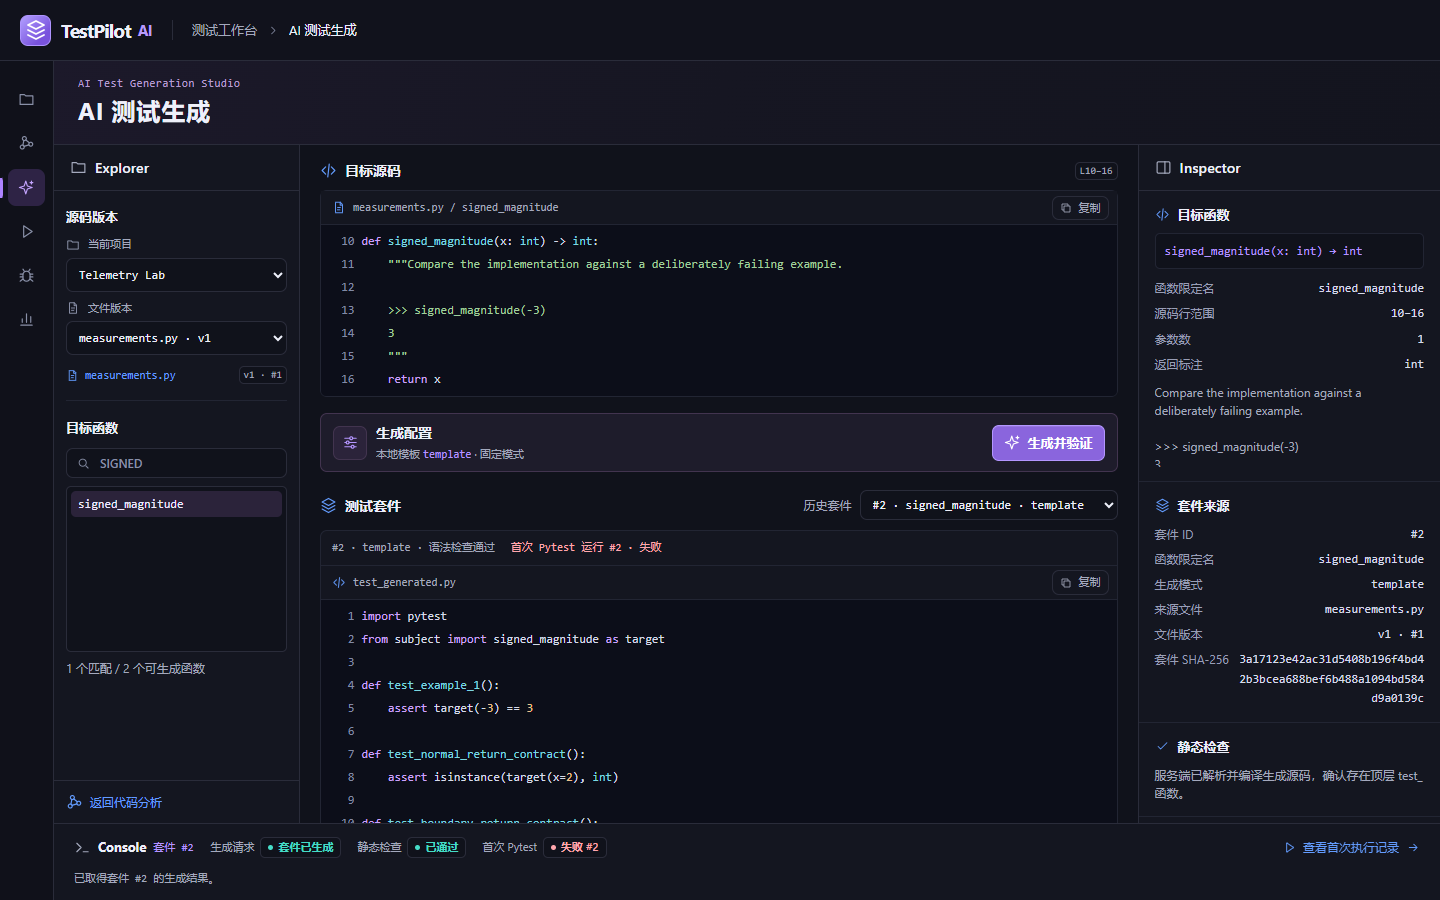 TestPilot AI
测试工作台 > AI 测试生成
AI Test Generation Studio
AI 测试生成
Explorer
源码版本
当前项目
Telemetry Lab
文件版本
measurements.py · v1
measurements.py
v1 · #1
目标函数
SIGNED
signed_magnitude
1 个匹配 / 2 个可生成函数
返回代码分析
目标源码
L10–16
measurements.py / signed_magnitude
复制
10 def signed_magnitude(x: int) -> int:
11 """Compare the implementation against a deliberately failing example.
12
13 >>> signed_magnitude(-3)
14 3
15 """
16 return x
生成配置
本地模板 template · 固定模式
生成并验证
测试套件
历史套件
#2 · signed_magnitude · template
#2 · template · 语法检查通过 首次 Pytest 运行 #2 · 失败
test_generated.py
复制
1 import pytest
2 from subject import signed_magnitude as target
3
4 def test_example_1():
5 assert target(-3) == 3
6
7 def test_normal_return_contract():
8 assert isinstance(target(x=2), int)
9
10 def test_boundary_return_contract():
Inspector
目标函数
signed_magnitude(x: int) → int
函数限定名 signed_magnitude
源码行范围 10–16
参数数 1
返回标注 int
Compare the implementation against a
deliberately failing example.
>>> signed_magnitude(-3)
3
套件来源
套件 ID #2
函数限定名 signed_magnitude
生成模式 template
来源文件 measurements.py
文件版本 v1 · #1
套件 SHA-256 3a17123e42ac31d5408b196f4bd4
2b3bcea688bef6b488a1094bd584
d9a0139c
静态检查
服务端已解析并编译生成源码，确认存在顶层 test_
函数。
Console 套件 #2 生成请求 套件已生成 静态检查 已通过 首次 Pytest 失败 #2
查看首次执行记录 →
已取得套件 #2 的生成结果。